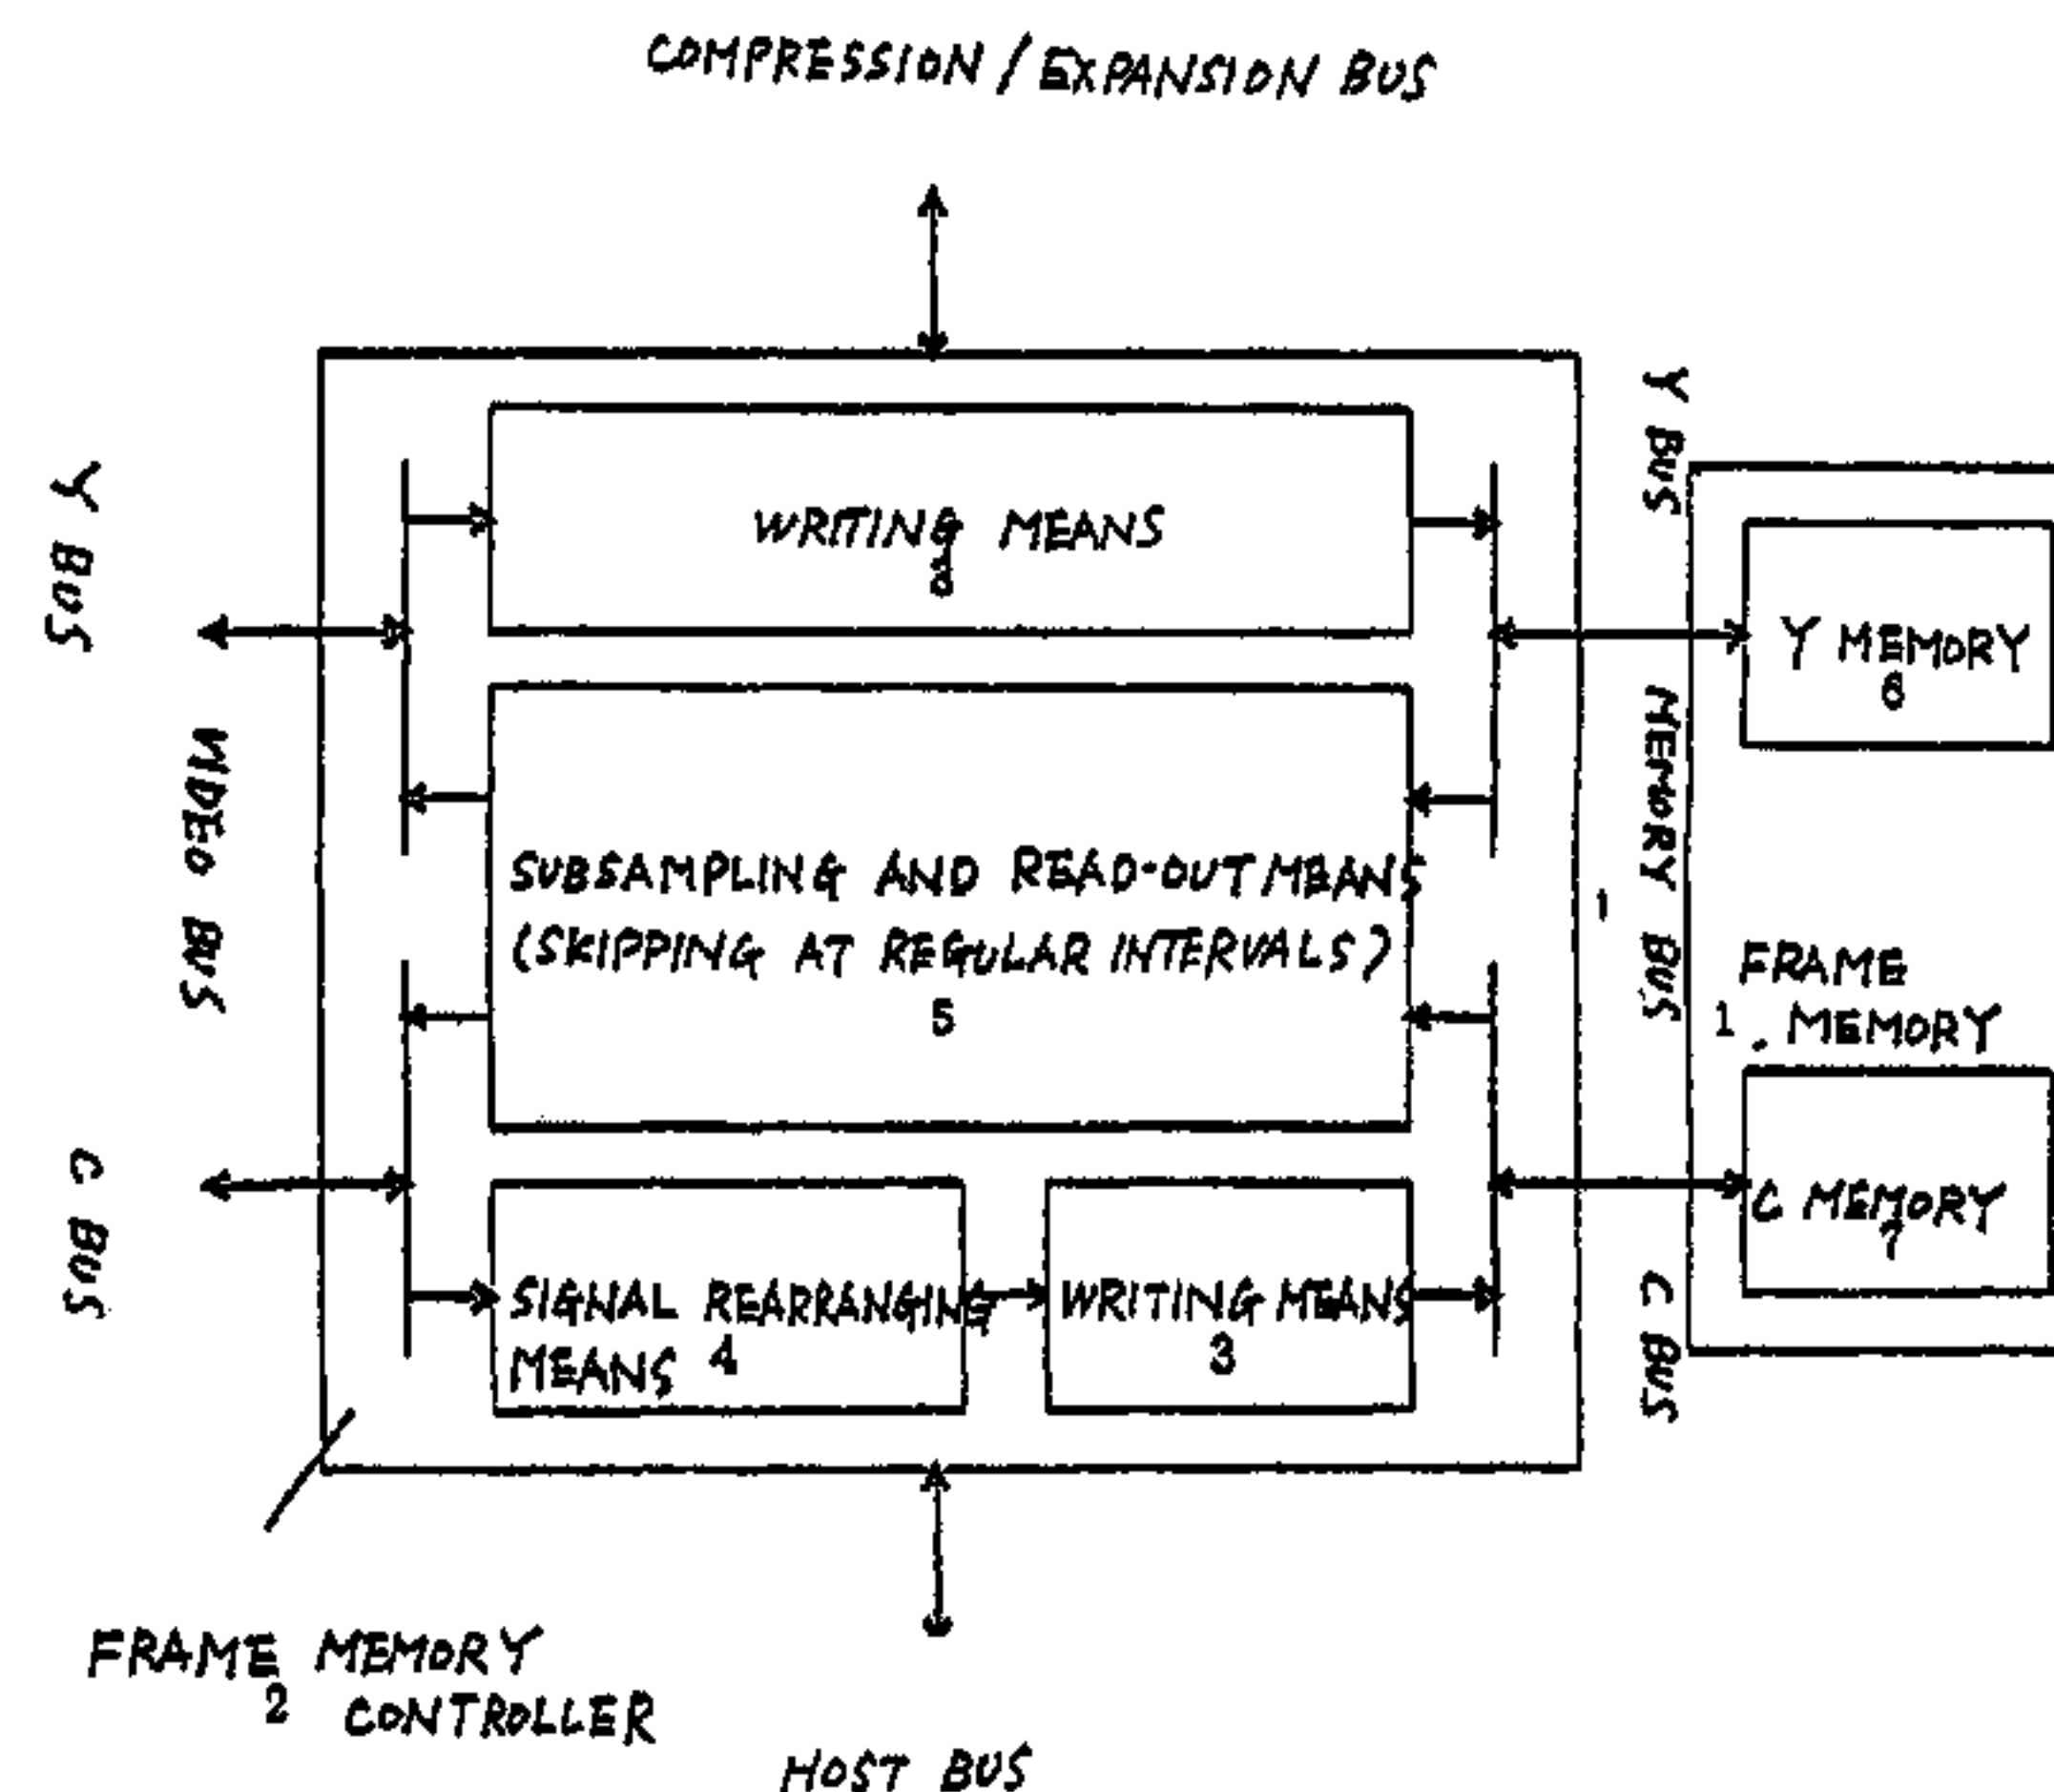 COMPRESSION / EXPANSION BUS
Y BUS
WRITING MEANS
Y BUS
Y MEMORY
6
VIDEO BUS
MEMORY BUS
SUBSAMPLING AND READ-OUT MEANS
(SKIPPING AT REGULAR INTERVALS)
5
1
FRAME
1. MEMORY
C BUS
C MEMORY
7
SIGNAL REARRANGING
MEANS 4
WRITING MEANS
3
C BUS
FRAME MEMORY
2 CONTROLLER
HOST BUS